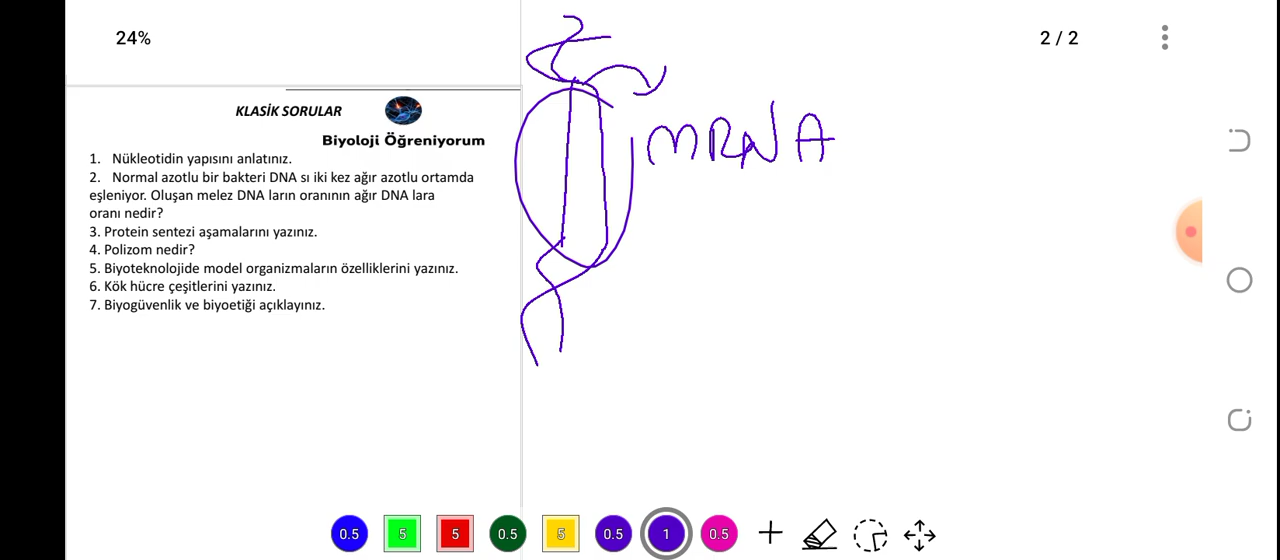 24%
2 / 2
KLASİK SORULAR
Biyoloji Öğreniyorum
1. Nükleotidin yapısını anlatınız.
2. Normal azotlu bir bakteri DNA sı iki kez ağır azotlu ortamda
eşleniyor. Oluşan melez DNA ların oranının ağır DNA lara
oranı nedir?
3. Protein sentezi aşamalarını yazınız.
4. Polizom nedir?
5. Biyoteknolojide model organizmaların özelliklerini yazınız.
6. Kök hücre çeşitlerini yazınız.
7. Biyogüvenlik ve biyoetiği açıklayınız.
MRNA
0.5 5 5 0.5 5 0.5 1 0.5